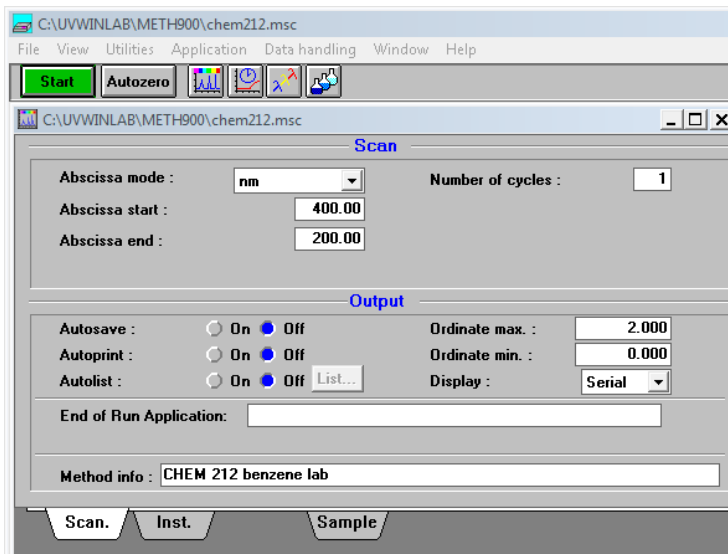 C:\UVWINLAB\METH900\chem212.msc
File View Utilities Application Data handling Window Help
Start Autozero
C:\UVWINLAB\METH900\chem212.msc
Scan
Abscissa mode : nm Number of cycles : 1
Abscissa start : 400.00
Abscissa end : 200.00
Output
Autosave : On Off Ordinate max. : 2.000
Autoprint : On Off Ordinate min. : 0.000
Autolist : On Off List... Display : Serial
End of Run Application:
Method info : CHEM 212 benzene lab
Scan. Inst. Sample